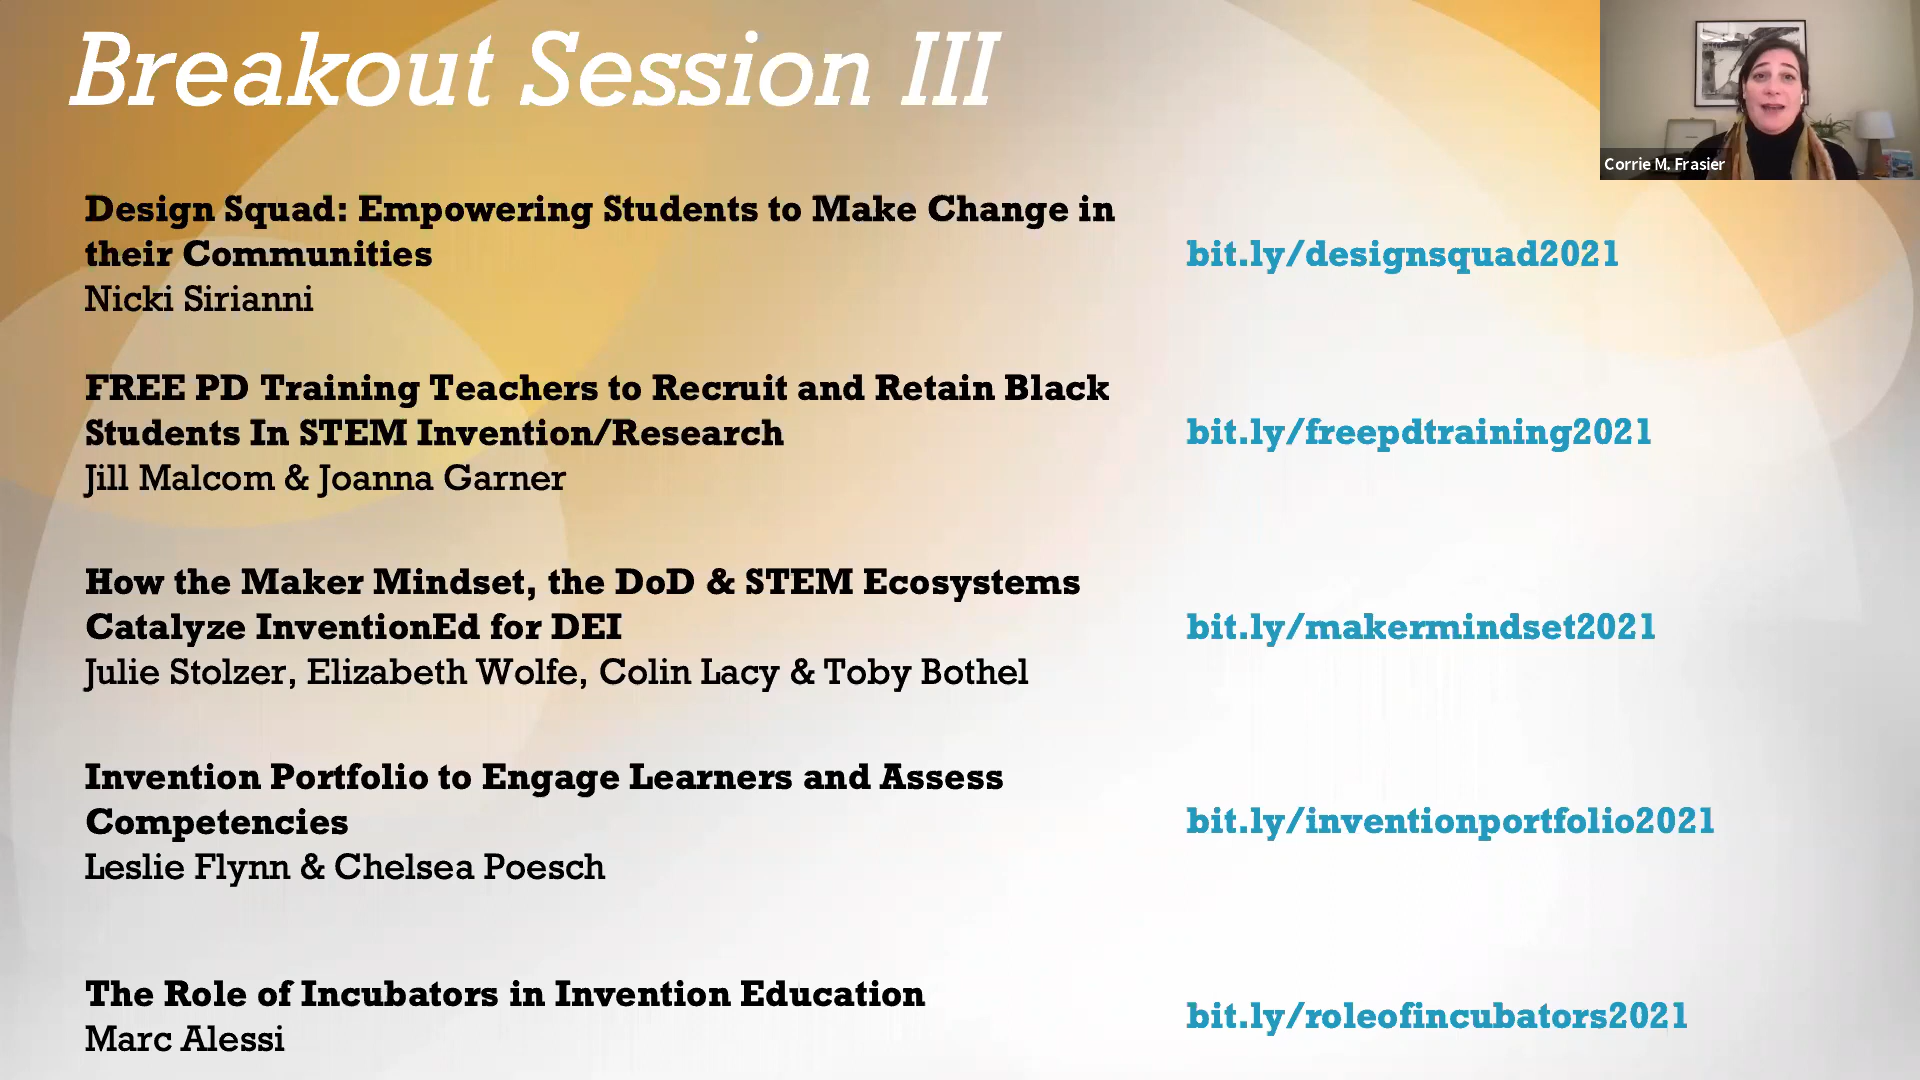 Breakout Session III
Corrie M. Frasier
Design Squad: Empowering Students to Make Change in
their Communities
Nicki Sirianni
bit.ly/designsquad2021
FREE PD Training Teachers to Recruit and Retain Black
Students In STEM Invention/Research
Jill Malcom & Joanna Garner
bit.ly/freepdtraining2021
How the Maker Mindset, the DoD & STEM Ecosystems
Catalyze InventionEd for DEI
Julie Stolzer, Elizabeth Wolfe, Colin Lacy & Toby Bothel
bit.ly/makermindset2021
Invention Portfolio to Engage Learners and Assess
Competencies
Leslie Flynn & Chelsea Poesch
bit.ly/inventionportfolio2021
The Role of Incubators in Invention Education
Marc Alessi
bit.ly/roleofincubators2021